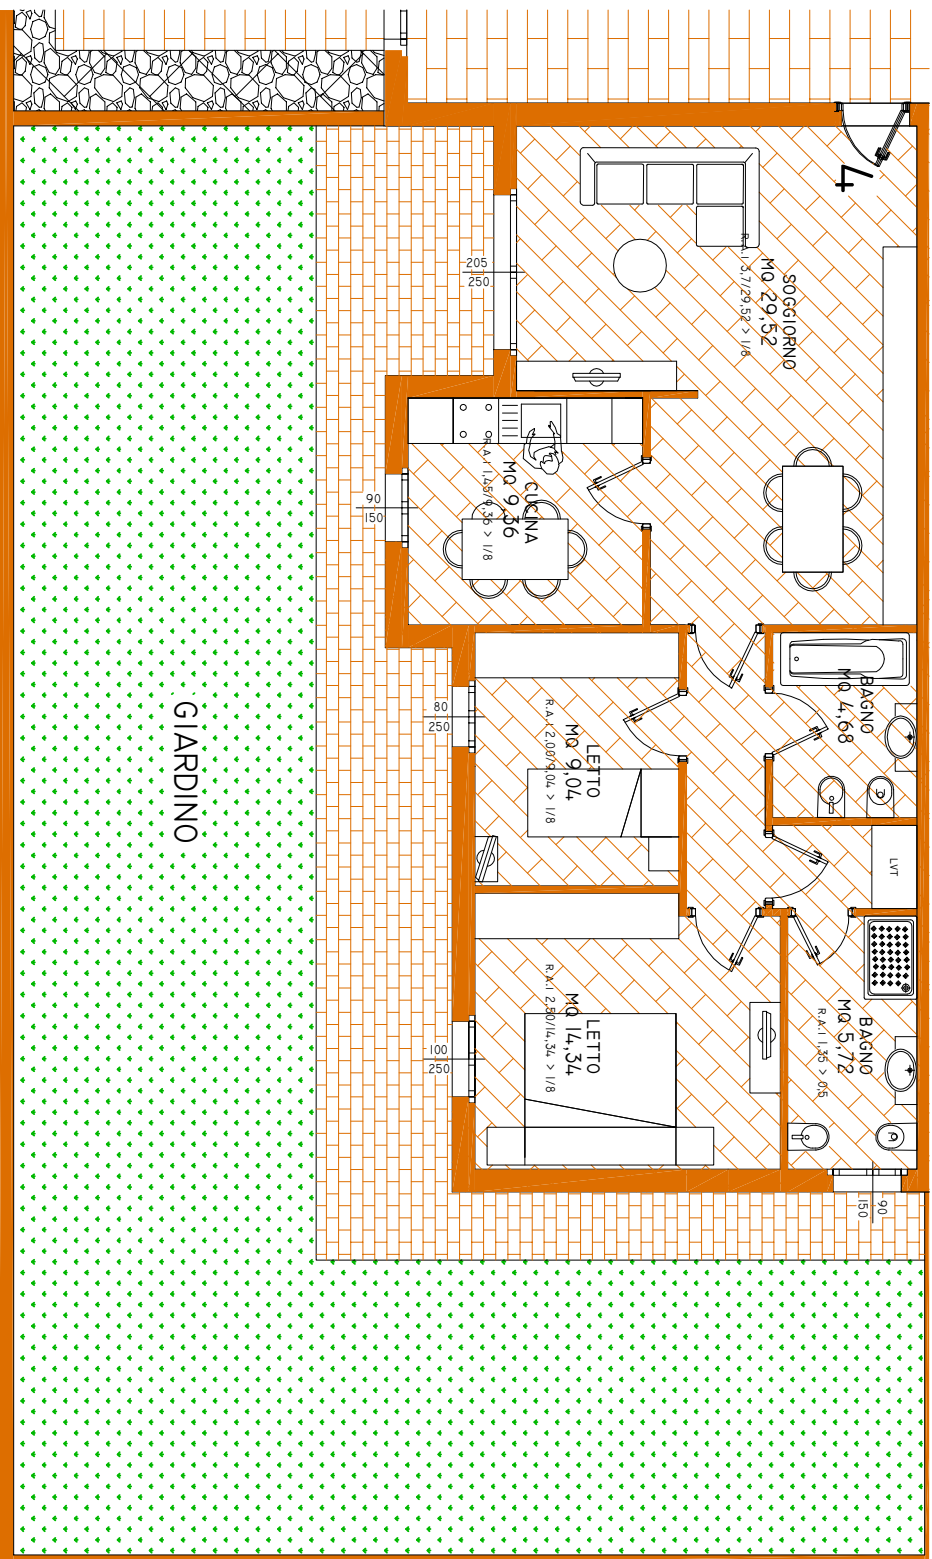 4
SOGGIORNO
MQ 29,52
R.A.I 3,7/29,52 > 1/8
205
250
CUCINA
MQ 9,36
R.A.I 1,45/9,36 > 1/8
90
150
BAGNO
MQ 4,68
LETTO
MQ 9,04
R.A.I 2,00/9,04 > 1/8
80
250
LVT
LETTO
MQ 14,34
R.A.I 2,50/14,34 > 1/8
100
250
BAGNO
MQ 5,72
R.A.I 1,35 > 0,5
90
150
GIARDINO